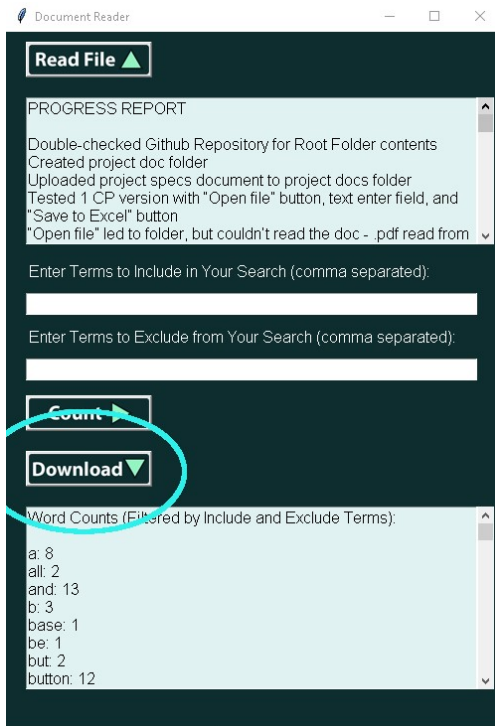 Document Reader
Read File
PROGRESS REPORT
Double-checked Github Repository for Root Folder contents
Created project doc folder
Uploaded project specs document to project docs folder
Tested 1 CP version with "Open file" button, text enter field, and
"Save to Excel" button
"Open file" led to folder, but couldn't read the doc - .pdf read from
Enter Terms to Include in Your Search (comma separated):
Enter Terms to Exclude from Your Search (comma separated):
Count
Download
Word Counts (Filtered by Include and Exclude Terms):
a: 8
all: 2
and: 13
b: 3
base: 1
be: 1
but: 2
button: 12